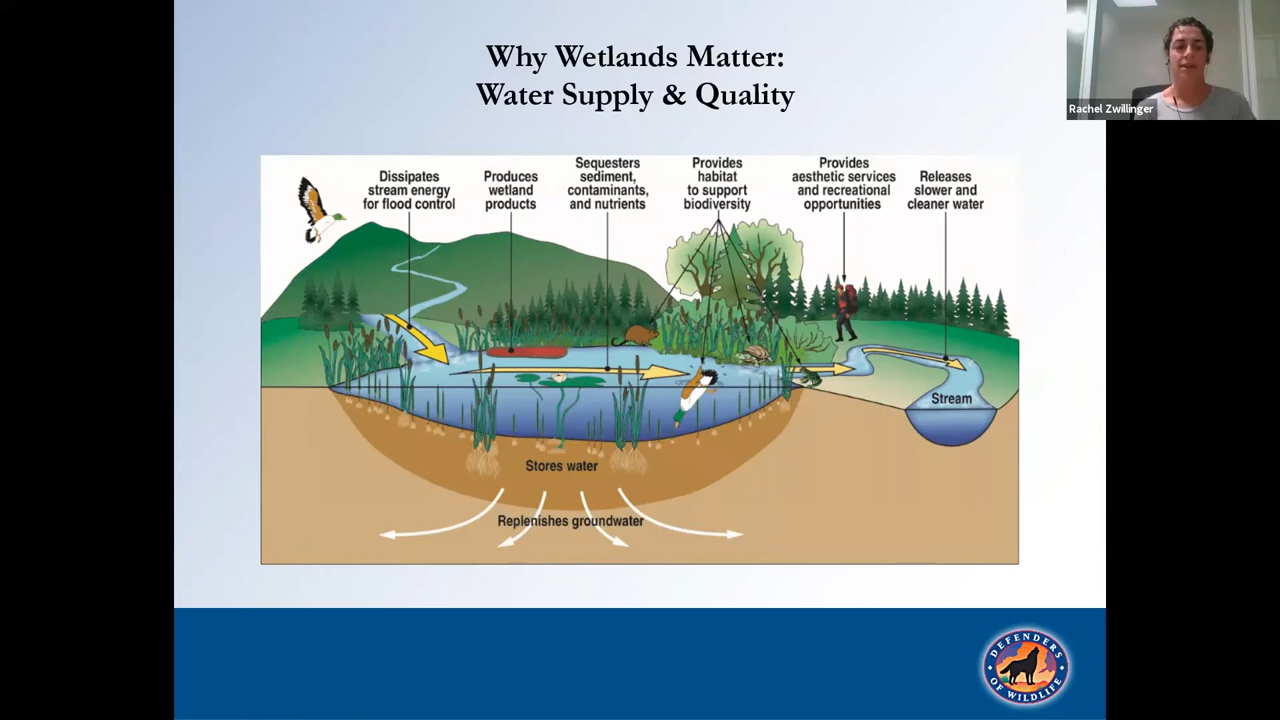 Why Wetlands Matter:
Water Supply & Quality
Rachel Zwillinger
Dissipates
stream energy
for flood control
Produces
wetland
products
Sequesters
sediment,
contaminants,
and nutrients
Provides
habitat
to support
biodiversity
Provides
aesthetic services
and recreational
opportunities
Releases
slower and
cleaner water
Stream
Stores water
Replenishes groundwater
DEFENDERS
OF WILDLIFE